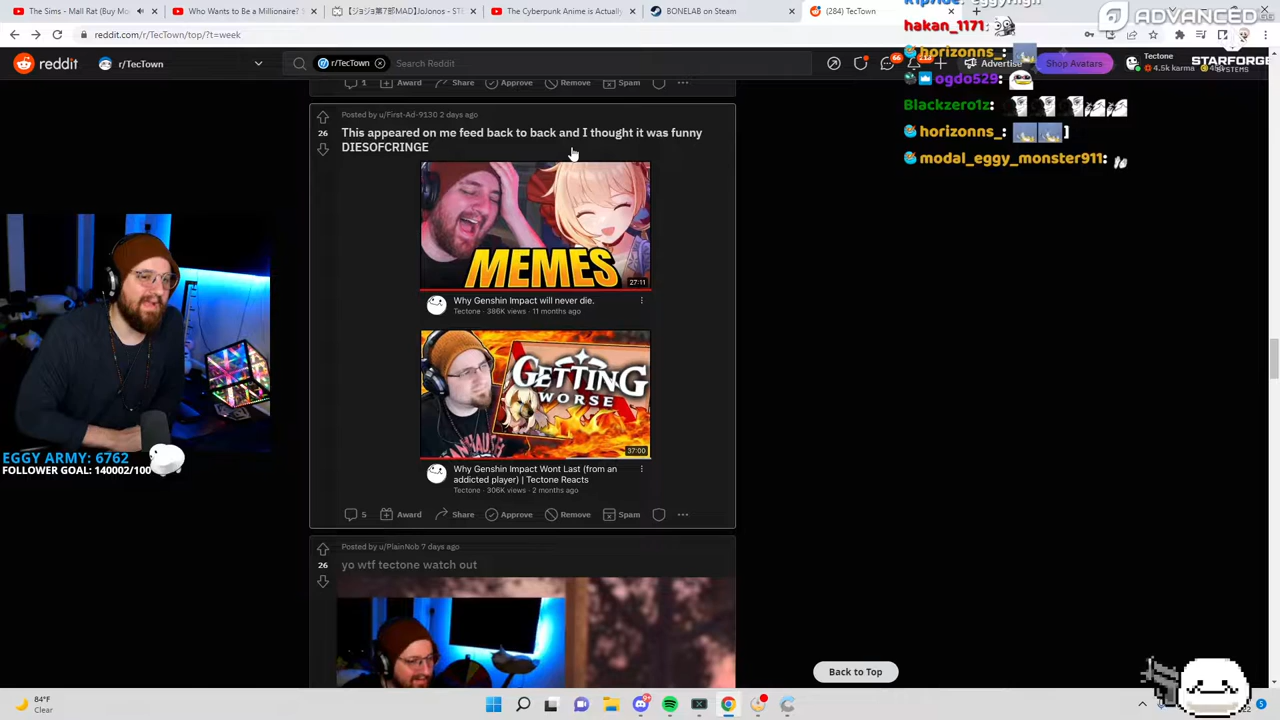 The Sims - Mall Rat (Buy Mo
Who Wants to be a Millionaire?
The Cyberpunk Anime is Actually
BONELAB on Steam
(284) TecTown
reddit.com/r/TecTown/top/?t=
ADVANCED
hakan_1171:
reddit
r/TecTown
r/TecTown
Search Reddit
Advertise
Shop Avatars
Tectone
4.5k karma
STARFORGE
SYSTEMS
horizonns_:
ogdo529:
Blackzero1z:
horizonns_: ]
modal_eggy_monster911:
1 Award Share Approve Remove Spam
Posted by u/First-Ad-9130 2 days ago
26
This appeared on me feed back to back and I thought it was funny
DIESOFCRINGE
MEMES
27:11
Why Genshin Impact will never die.
Tectone · 386K views · 11 months ago
GETTING
WORSE
37:00
Why Genshin Impact Wont Last (from an
addicted player) | Tectone Reacts
Tectone · 306K views · 2 months ago
5 Award Share Approve Remove Spam
EGGY ARMY: 6762
FOLLOWER GOAL: 140002/100
Posted by u/PlainNob 7 days ago
26
yo wtf tectone watch out
Back to Top
84°F
Clear